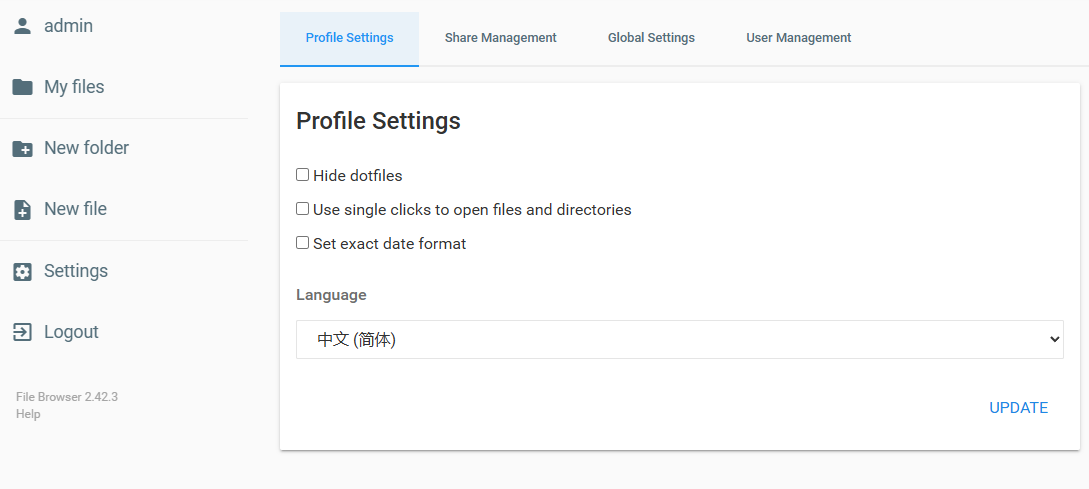 admin
My files
New folder
New file
Settings
Logout
File Browser 2.42.3
Help
Profile Settings
Share Management
Global Settings
User Management
Profile Settings
Hide dotfiles
Use single clicks to open files and directories
Set exact date format
Language
中文 (简体)
UPDATE